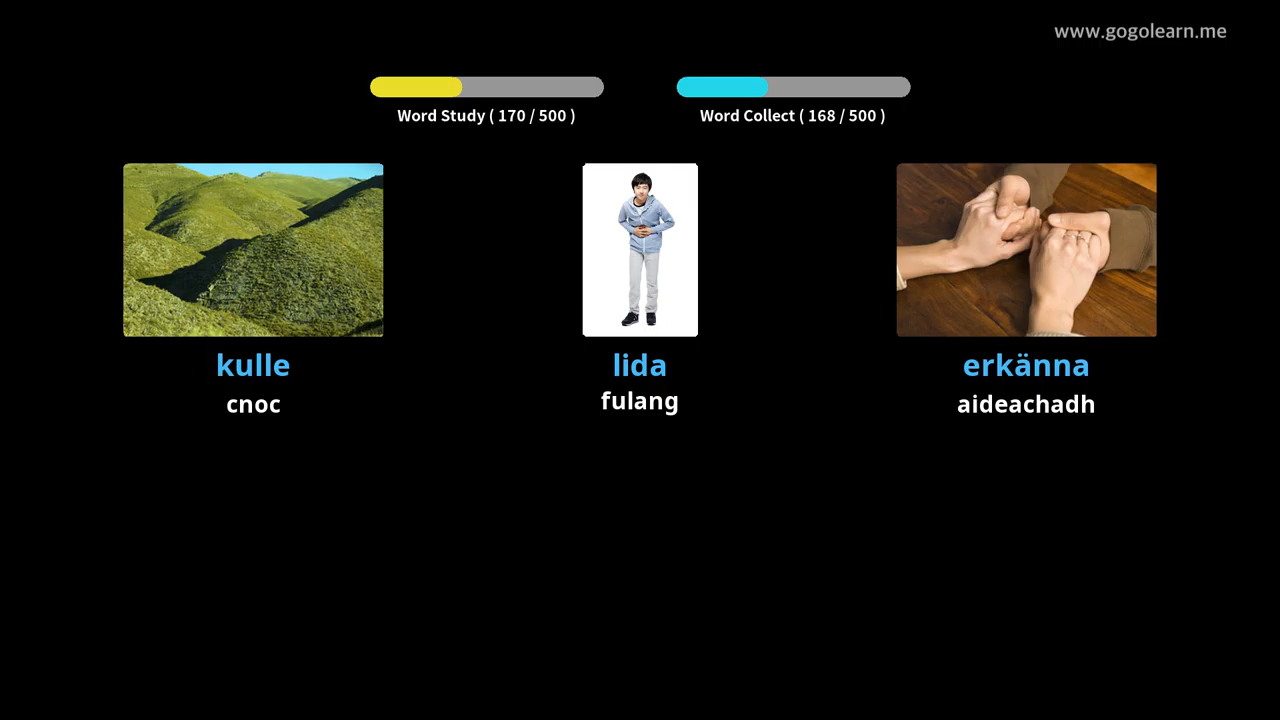 www.gogolearn.me
Word Study ( 170 / 500 )
Word Collect ( 168 / 500 )
kulle
cnoc
lida
fulang
erkänna
aideachadh